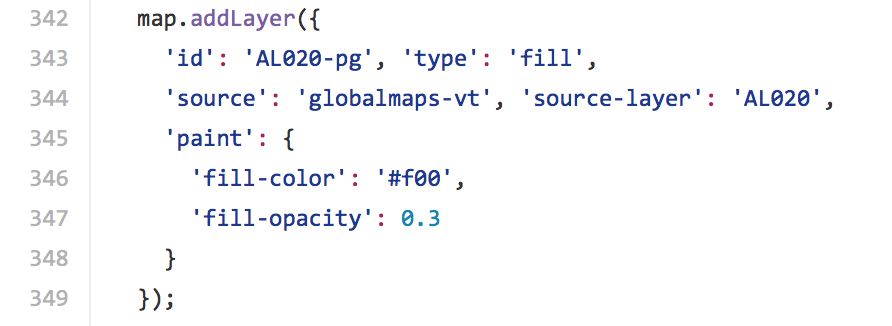 342 map.addLayer({
343 'id': 'AL020-pg', 'type': 'fill',
344 'source': 'globalmaps-vt', 'source-layer': 'AL020',
345 'paint': {
346 'fill-color': '#f00',
347 'fill-opacity': 0.3
348 }
349 });